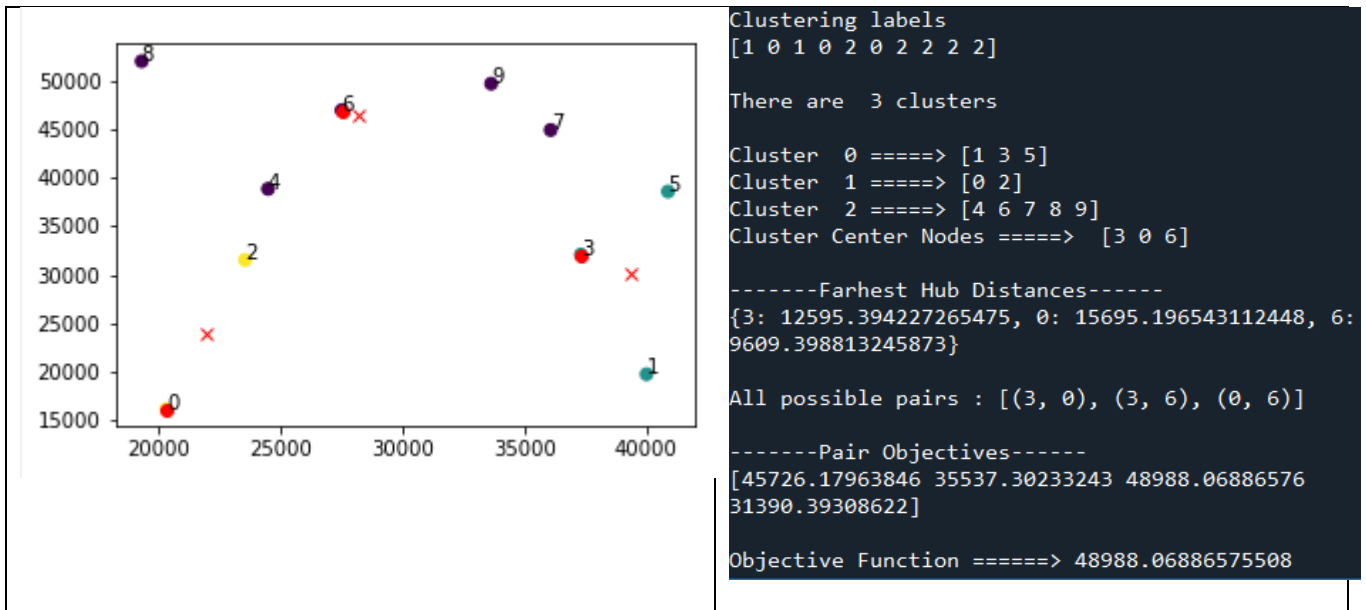 50000
45000
40000
35000
30000
25000
20000
15000
20000 25000 30000 35000 40000
8
9
6
7
4
5
2
3
1
0
Clustering labels
[1 0 1 0 2 0 2 2 2 2]
There are  3 clusters
Cluster  0 =====> [1 3 5]
Cluster  1 =====> [0 2]
Cluster  2 =====> [4 6 7 8 9]
Cluster Center Nodes =====>  [3 0 6]
-------Farhest Hub Distances------
{3: 12595.394227265475, 0: 15695.196543112448, 6:
9609.398813245873}
All possible pairs : [(3, 0), (3, 6), (0, 6)]
-------Pair Objectives------
[45726.17963846 35537.30233243 48988.06886576
31390.39308622]
Objective Function ======> 48988.06886575508